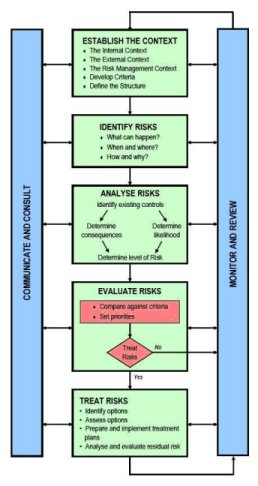 ESTABLISH THE CONTEXT
The Internal Context
The External Context
The Risk Management Context
Develop Criteria
Define the Structure
IDENTIFY RISKS
What can happen?
When and where?
How and why?
ANALYSE RISKS
Identify existing controls
Determine
consequences
Determine
likelihood
Determine level of Risk
EVALUATE RISKS
Compare against criteria
Set priorities
Treat
Risks
No
Yes
TREAT RISKS
Identify options
Assess options
Prepare and implement treatment
plans
Analyse and evaluate residual risk
COMMUNICATE AND CONSULT
MONITOR AND REVIEW